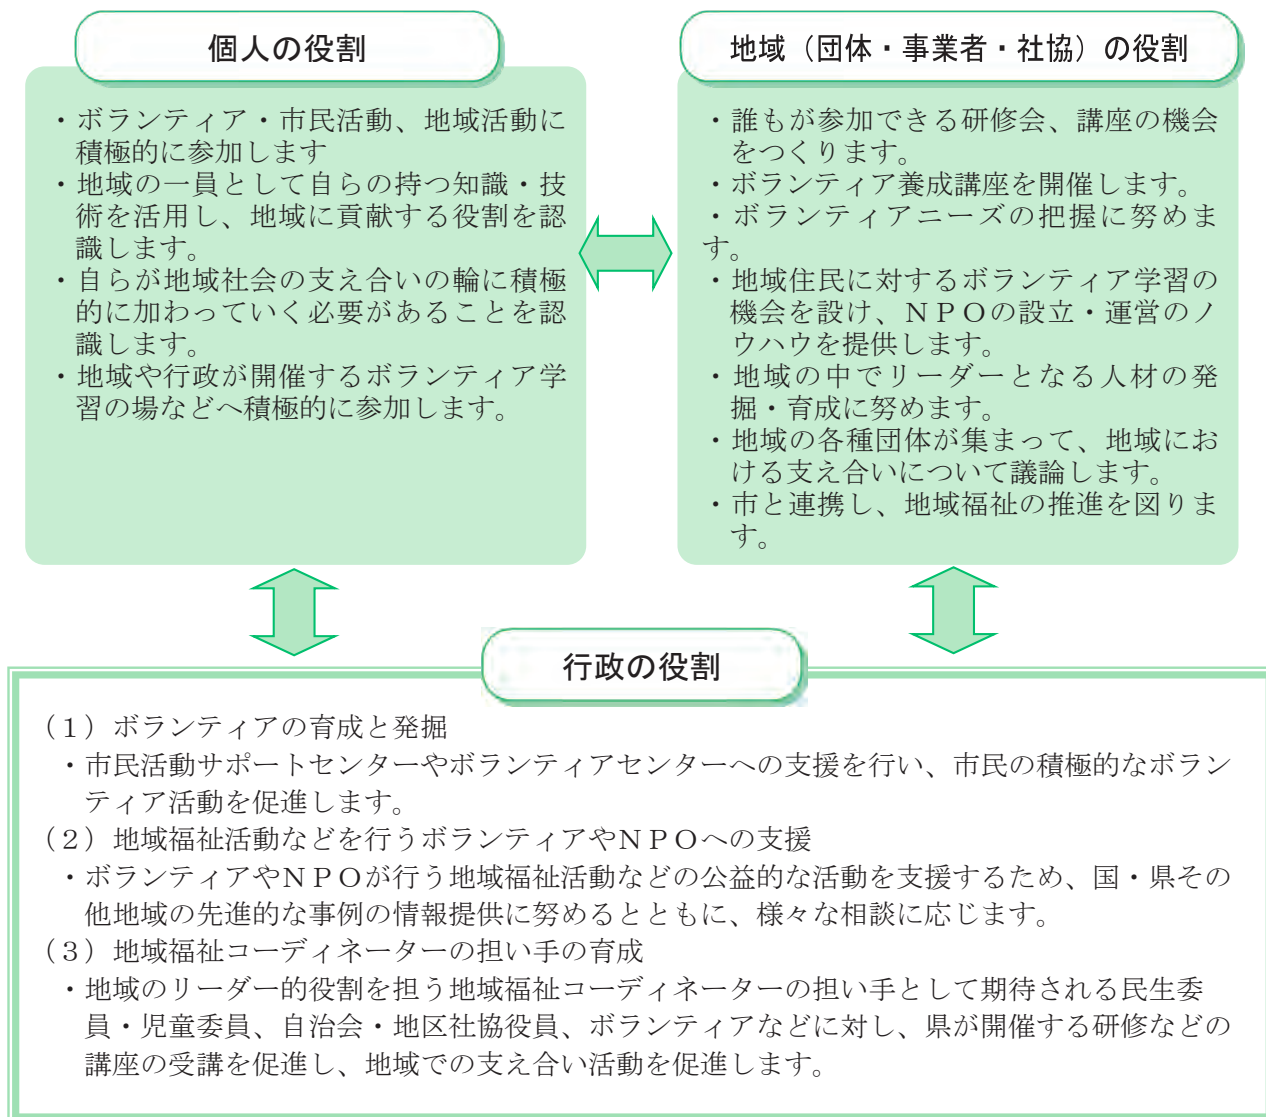 個人の役割
・ボランティア・市民活動、地域活動に
積極的に参加します
・地域の一員として自らの持つ知識・技
術を活用し、地域に貢献する役割を認
識します。
・自らが地域社会の支え合いの輪に積極
的に加わっていく必要があることを認
識します。
・地域や行政が開催するボランティア学
習の場などへ積極的に参加します。
地域（団体・事業者・社協）の役割
・誰もが参加できる研修会、講座の機会
をつくります。
・ボランティア養成講座を開催します。
・ボランティアニーズの把握に努めま
す。
・地域住民に対するボランティア学習の
機会を設け、ＮＰＯの設立・運営のノ
ウハウを提供します。
・地域の中でリーダーとなる人材の発
掘・育成に努めます。
・地域の各種団体が集まって、地域にお
ける支え合いについて議論します。
・市と連携し、地域福祉の推進を図りま
す。
行政の役割
（１）ボランティアの育成と発掘
・市民活動サポートセンターやボランティアセンターへの支援を行い、市民の積極的なボラン
ティア活動を促進します。
（２）地域福祉活動などを行うボランティアやＮＰＯへの支援
・ボランティアやＮＰＯが行う地域福祉活動などの公益的な活動を支援するため、国・県その
他地域の先進的な事例の情報提供に努めるとともに、様々な相談に応じます。
（３）地域福祉コーディネーターの担い手の育成
・地域のリーダー的役割を担う地域福祉コーディネーターの担い手として期待される民生委
員・児童委員、自治会・地区社協役員、ボランティアなどに対し、県が開催する研修などの
講座の受講を促進し、地域での支え合い活動を促進します。